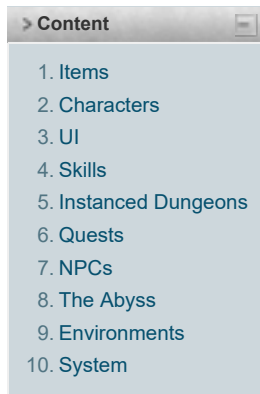 Content
1. Items
2. Characters
3. UI
4. Skills
5. Instanced Dungeons
6. Quests
7. NPCs
8. The Abyss
9. Environments
10. System